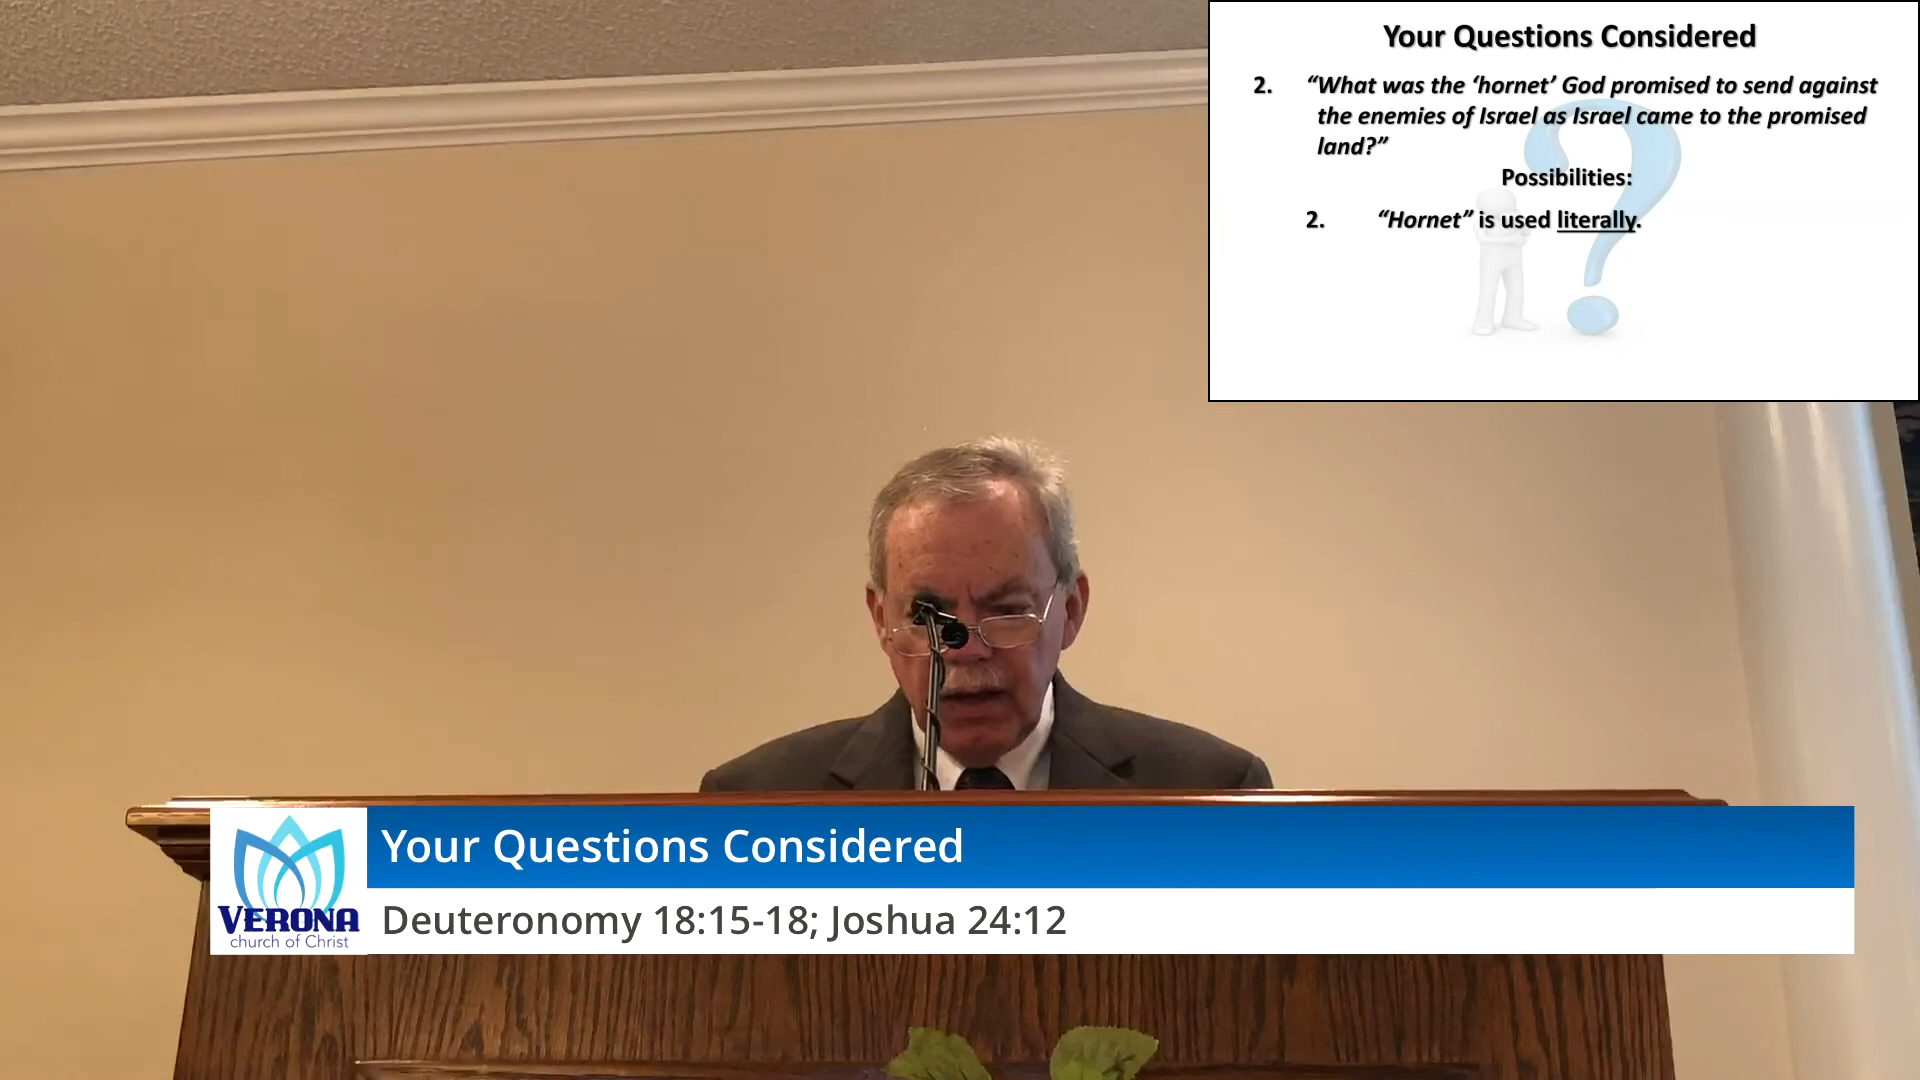 Your Questions Considered
2. “What was the ‘hornet’ God promised to send against
the enemies of Israel as Israel came to the promised
land?”
Possibilities:
2. “Hornet” is used literally.
Your Questions Considered
Deuteronomy 18:15-18; Joshua 24:12
VERONA
church of Christ